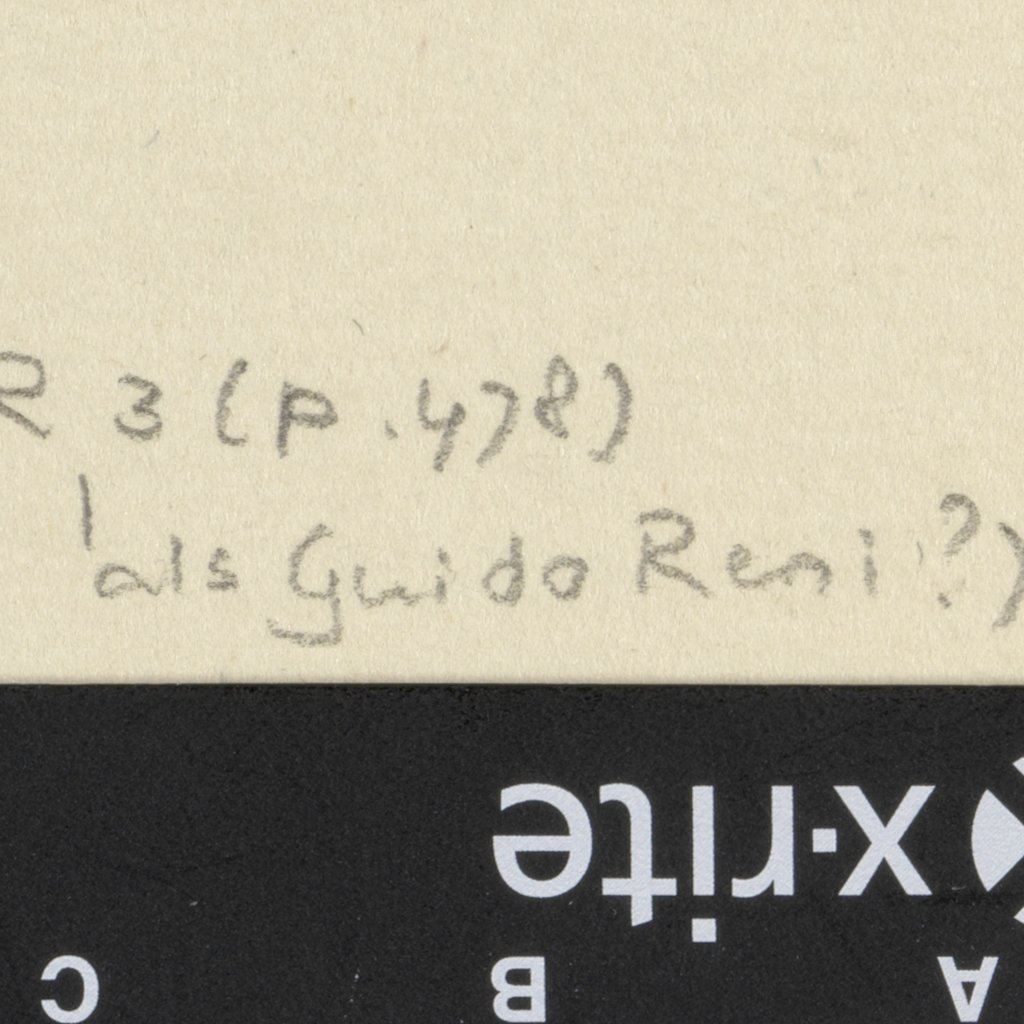 R 3 (p. 478)
als Guido Reni ?)
x·rite
C B A